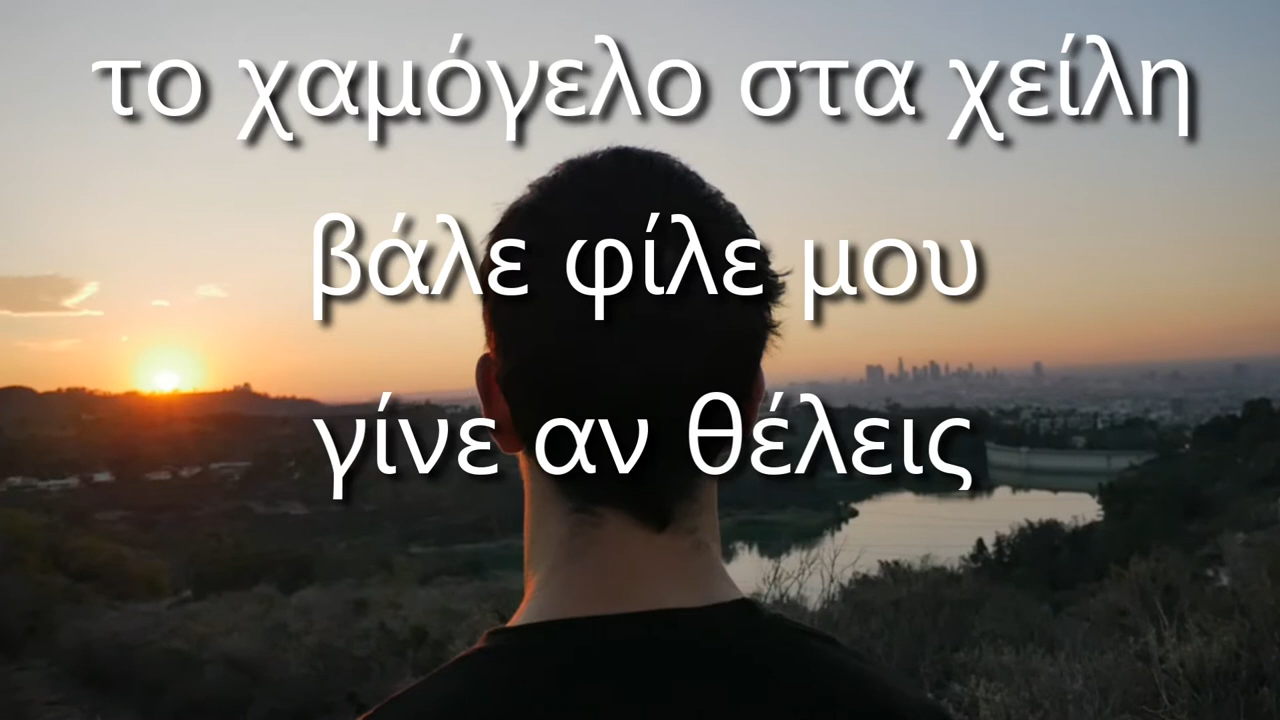 το χαμόγελο στα χείλη
βάλε φίλε μου
γίνε αν θέλεις